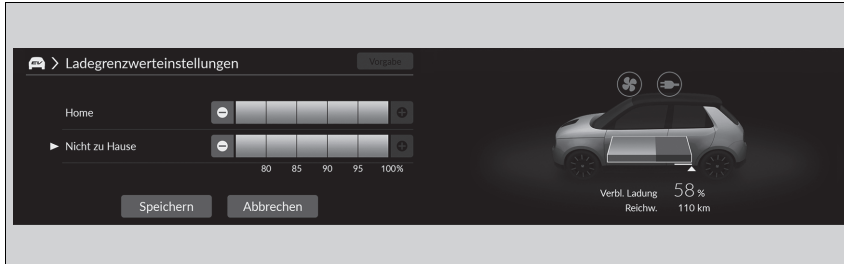 EV Ladegrenzwerteinstellungen Vorgabe
Home
Nicht zu Hause
80 85 90 95 100%
Speichern Abbrechen
Verbl. Ladung 58 %
Reichw. 110 km